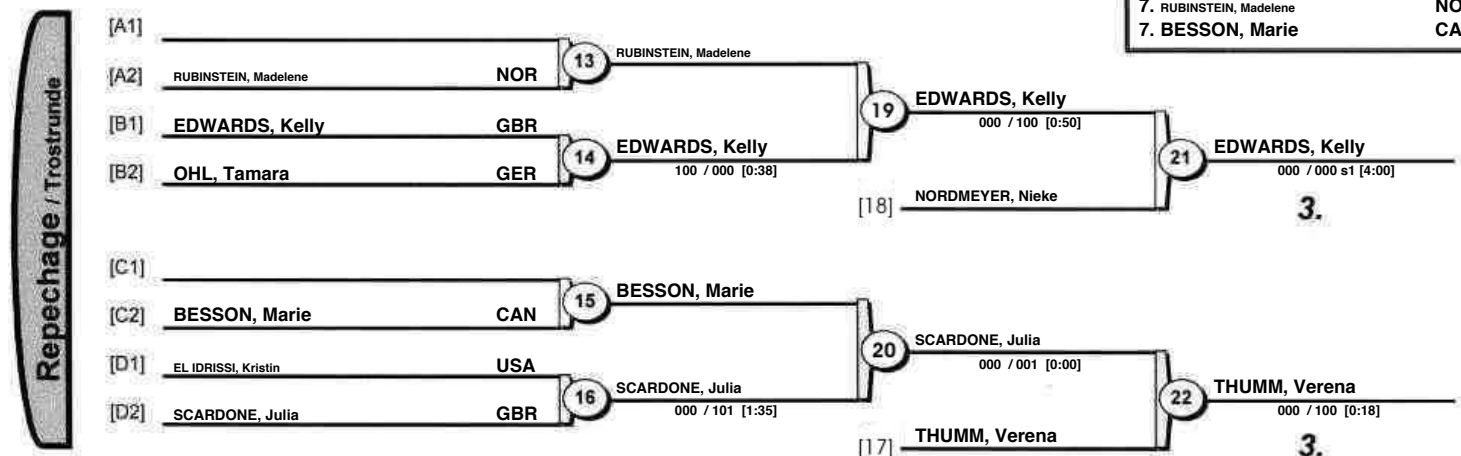 7. RUBINSTEIN, Madelene NO
7. BESSON, Marie CA
Repechage / Trostrunde
[A1]
[A2] RUBINSTEIN, Madelene NOR
13 RUBINSTEIN, Madelene
[B1] EDWARDS, Kelly GBR
[B2] OHL, Tamara GER
14 EDWARDS, Kelly
100 / 000 [0:38]
19 EDWARDS, Kelly
000 / 100 [0:50]
[18] NORDMEYER, Nieke
21 EDWARDS, Kelly
000 / 000 s1 [4:00]
3.
[C1]
[C2] BESSON, Marie CAN
15 BESSON, Marie
[D1] EL IDRISSI, Kristin USA
[D2] SCARDONE, Julia GBR
16 SCARDONE, Julia
000 / 101 [1:35]
20 SCARDONE, Julia
000 / 001 [0:00]
[17] THUMM, Verena
22 THUMM, Verena
000 / 100 [0:18]
3.